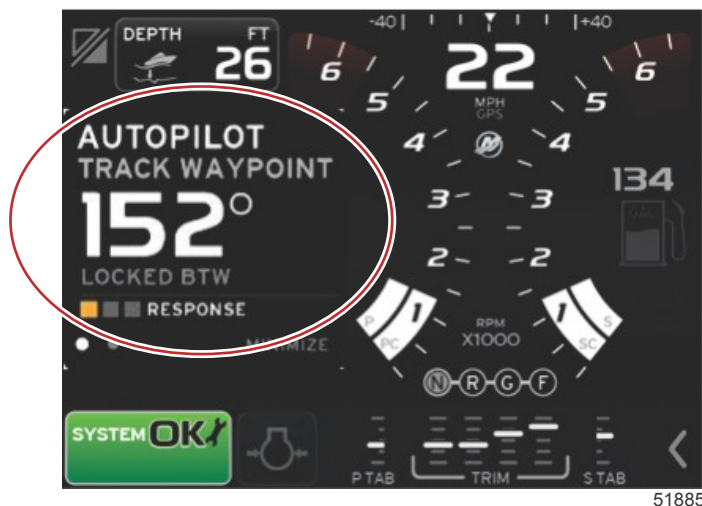 -40 +40
DEPTH FT
26
22
MPH
GPS
6 6
5 5
4 4
3 3
2 2
1 1
P PC SC S
RPM
X1000
N R G F
AUTOPILOT
TRACK WAYPOINT
152°
LOCKED BTW
RESPONSE
MINIMIZE
134
GAL
SYSTEM OK
P TAB TRIM S TAB
51885